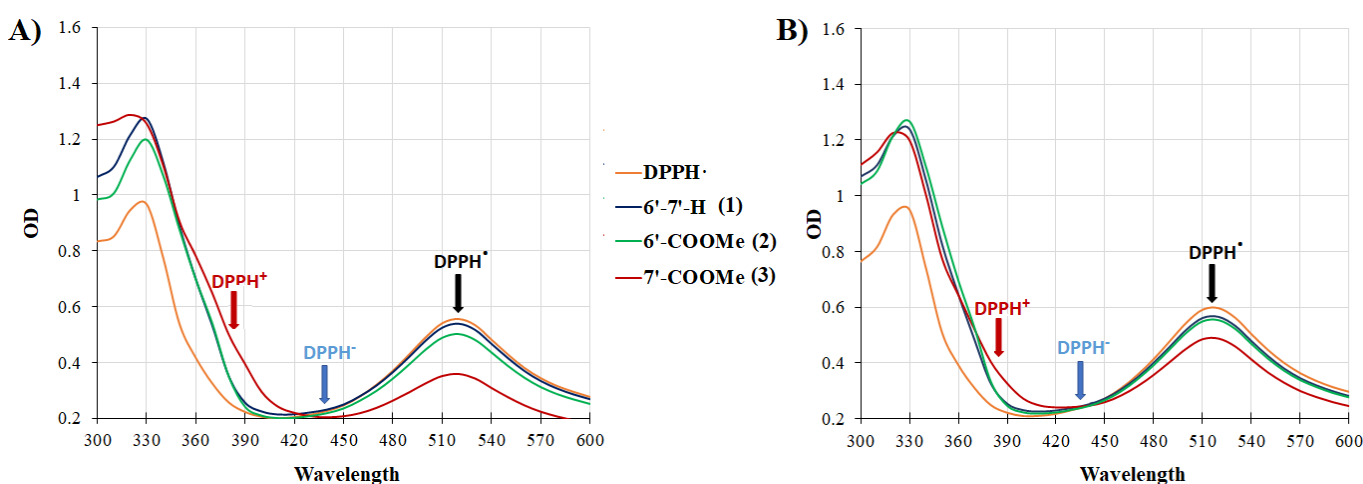 A)
OD
1.6
1.4
1.2
1
0.8
0.6
0.4
0.2
DPPH+
DPPH-
DPPH•
300 330 360 390 420 450 480 510 540 570 600
Wavelength
DPPH·
6'-7'-H (1)
6'-COOMe (2)
7'-COOMe (3)
B)
OD
1.6
1.4
1.2
1
0.8
0.6
0.4
0.2
DPPH+
DPPH-
DPPH•
300 330 360 390 420 450 480 510 540 570 600
Wavelength